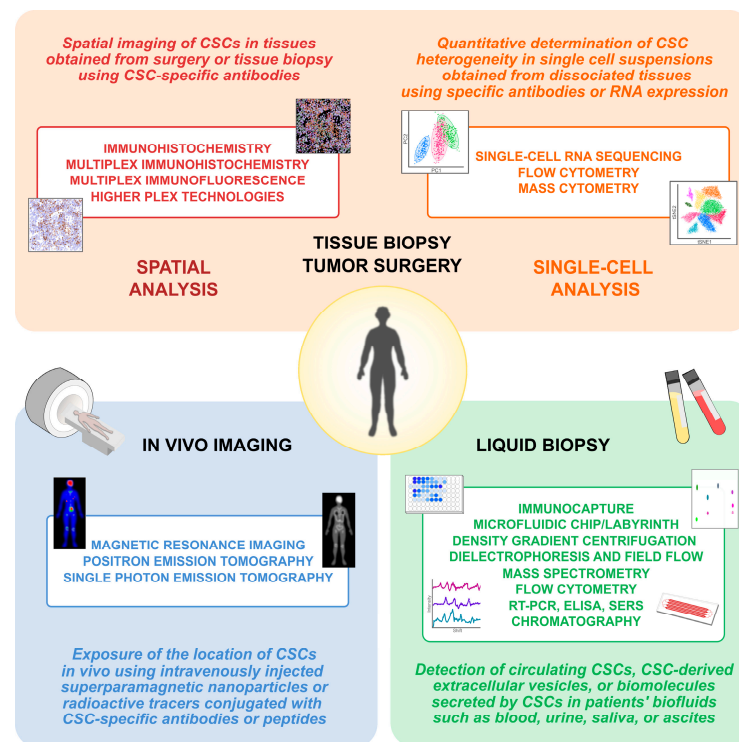 Spatial imaging of CSCs in tissues
obtained from surgery or tissue biopsy
using CSC-specific antibodies
IMMUNOHISTOCHEMISTRY
MULTIPLEX IMMUNOHISTOCHEMISTRY
MULTIPLEX IMMUNOFLUORESCENCE
HIGHER PLEX TECHNOLOGIES
SPATIAL
ANALYSIS
Quantitative determination of CSC
heterogeneity in single cell suspensions
obtained from dissociated tissues
using specific antibodies or RNA expression
PC2
PC1
SINGLE-CELL RNA SEQUENCING
FLOW CYTOMETRY
MASS CYTOMETRY
tSNE2
tSNE1
TISSUE BIOPSY
TUMOR SURGERY
SINGLE-CELL
ANALYSIS
IN VIVO IMAGING
MAGNETIC RESONANCE IMAGING
POSITRON EMISSION TOMOGRAPHY
SINGLE PHOTON EMISSION TOMOGRAPHY
Exposure of the location of CSCs
in vivo using intravenously injected
superparamagnetic nanoparticles or
radioactive tracers conjugated with
CSC-specific antibodies or peptides
LIQUID BIOPSY
IMMUNOCAPTURE
MICROFLUIDIC CHIP/LABYRINTH
DENSITY GRADIENT CENTRIFUGATION
DIELECTROPHORESIS AND FIELD FLOW
MASS SPECTROMETRY
FLOW CYTOMETRY
RT-PCR, ELISA, SERS
CHROMATOGRAPHY
Intensity
Detection of circulating CSCs, CSC-derived
extracellular vesicles, or biomolecules
secreted by CSCs in patients' biofluids
such as blood, urine, saliva, or ascites